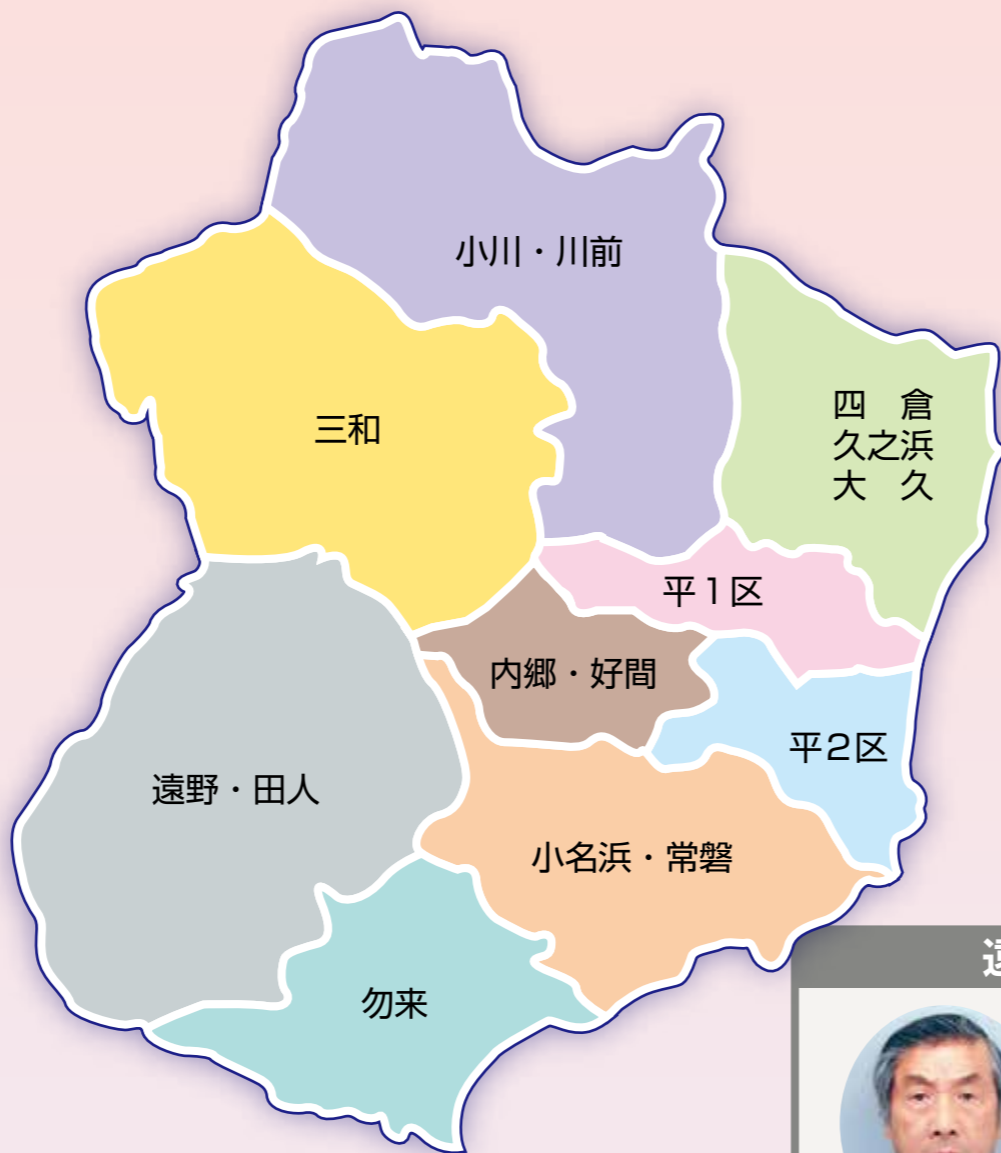 小川・川前
三和
四　倉
久之浜
大　久
平１区
内郷・好間
平２区
遠野・田人
小名浜・常磐
勿来